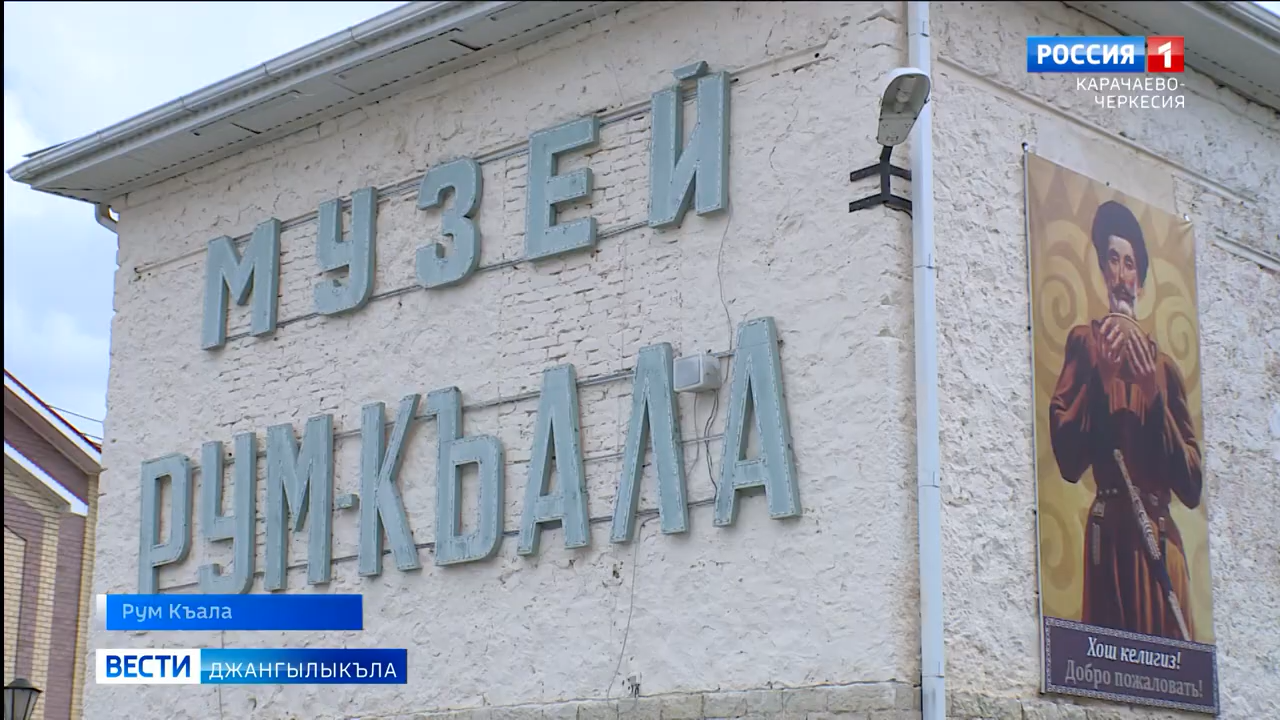 РОССИЯ 1
КАРАЧАЕВО-
ЧЕРКЕСИЯ
МУЗЕЙ
РУМ-КЪАЛА
Рум Къала
ВЕСТИ ДЖАНГЫЛЫКЪЛА
Хош келигиз!
Добро пожаловать!